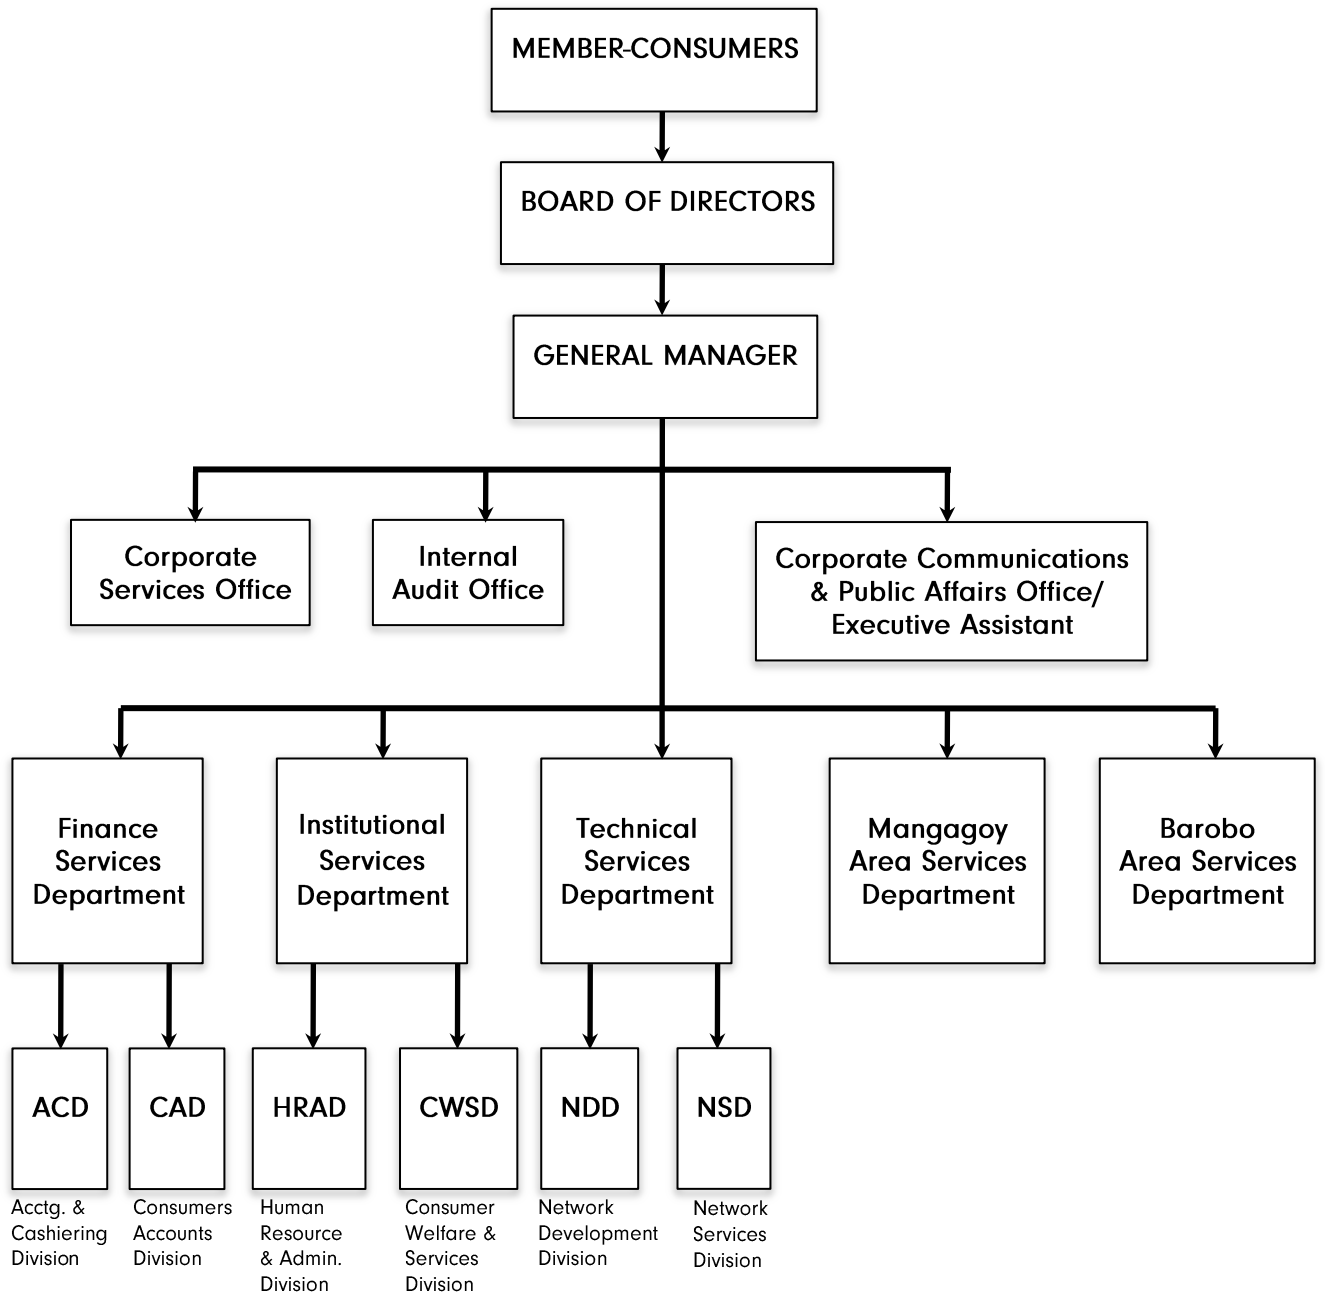 MEMBER-CONSUMERS
BOARD OF DIRECTORS
GENERAL MANAGER
Corporate
Services Office
Internal
Audit Office
Corporate Communications
& Public Affairs Office/
Executive Assistant
Finance
Services
Department
Institutional
Services
Department
Technical
Services
Department
Mangagoy
Area Services
Department
Barobo
Area Services
Department
ACD
Acctg. &
Cashiering
Division
CAD
Consumers
Accounts
Division
HRAD
Human
Resource
& Admin.
Division
CWSD
Consumer
Welfare &
Services
Division
NDD
Network
Development
Division
NSD
Network
Services
Division